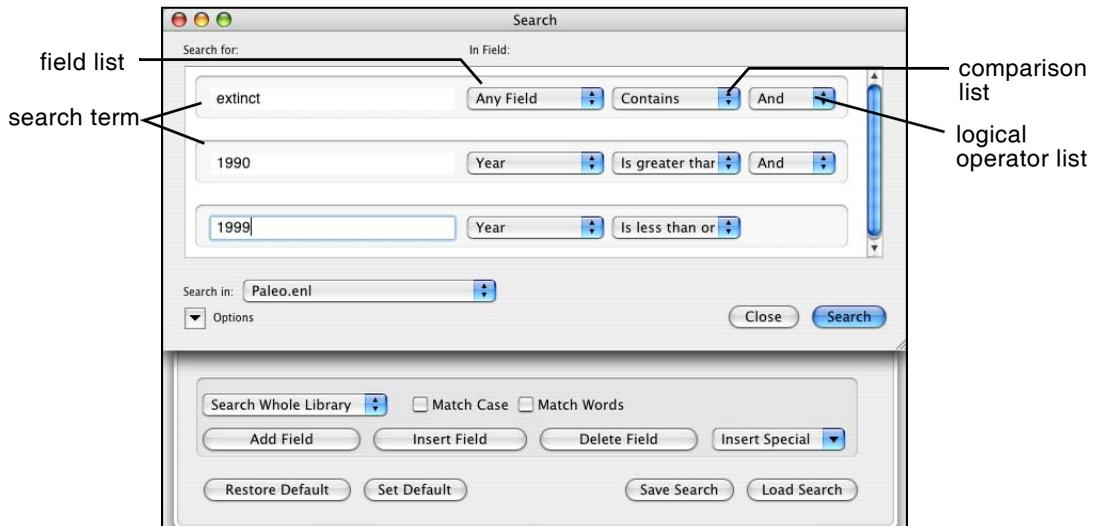 Search
Search for: In Field:
field list
extinct Any Field Contains And
comparison
list
search term
logical
operator list
1990 Year Is greater thar And
1999 Year Is less than or
Search in: Paleo.enl
Options Close Search
Search Whole Library Match Case Match Words
Add Field Insert Field Delete Field Insert Special
Restore Default Set Default Save Search Load Search